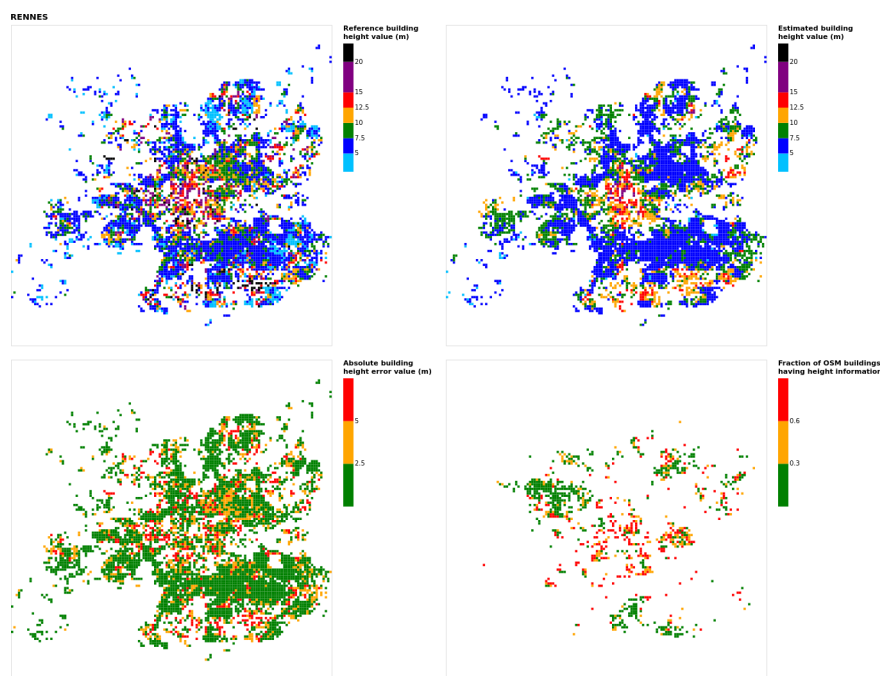 RENNES
Reference building
height value (m)
20
15
12.5
10
7.5
5
Estimated building
height value (m)
20
15
12.5
10
7.5
5
Absolute building
height error value (m)
5
2.5
Fraction of OSM buildings
having height information
0.6
0.3